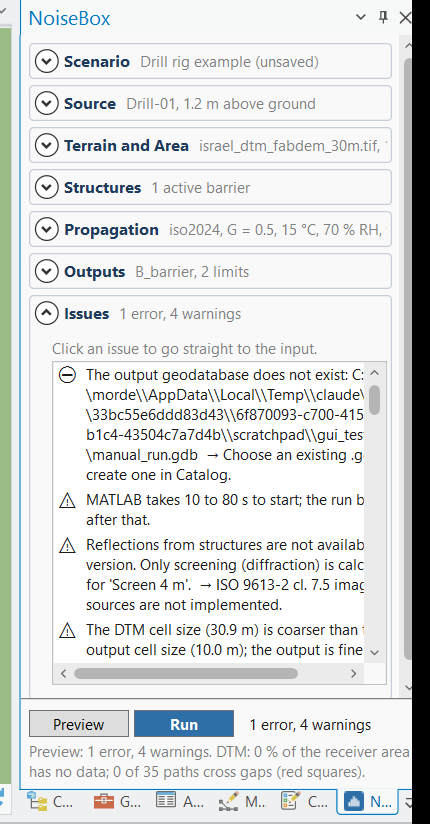 NoiseBox
Scenario Drill rig example (unsaved)
Source Drill-01, 1.2 m above ground
Terrain and Area israel_dtm_fabdem_30m.tif,
Structures 1 active barrier
Propagation iso2024, G = 0.5, 15 °C, 70 % RH,
Outputs B_barrier, 2 limits
Issues 1 error, 4 warnings
Click an issue to go straight to the input.
The output geodatabase does not exist: C:
\morde\\AppData\\Local\\Temp\\claude\
\33bc55e6ddd83d43\\6f870093-c700-415
b1c4-43504c7a7d4b\\scratchpad\\gui_tes
\manual_run.gdb → Choose an existing .g
create one in Catalog.
MATLAB takes 10 to 80 s to start; the run b
after that.
Reflections from structures are not availab
version. Only screening (diffraction) is calc
for 'Screen 4 m'. → ISO 9613-2 cl. 7.5 imag
sources are not implemented.
The DTM cell size (30.9 m) is coarser than
output cell size (10.0 m); the output is fine
Preview Run 1 error, 4 warnings
Preview: 1 error, 4 warnings. DTM: 0 % of the receiver area
has no data; 0 of 35 paths cross gaps (red squares).
C... G... A... M... C... N...